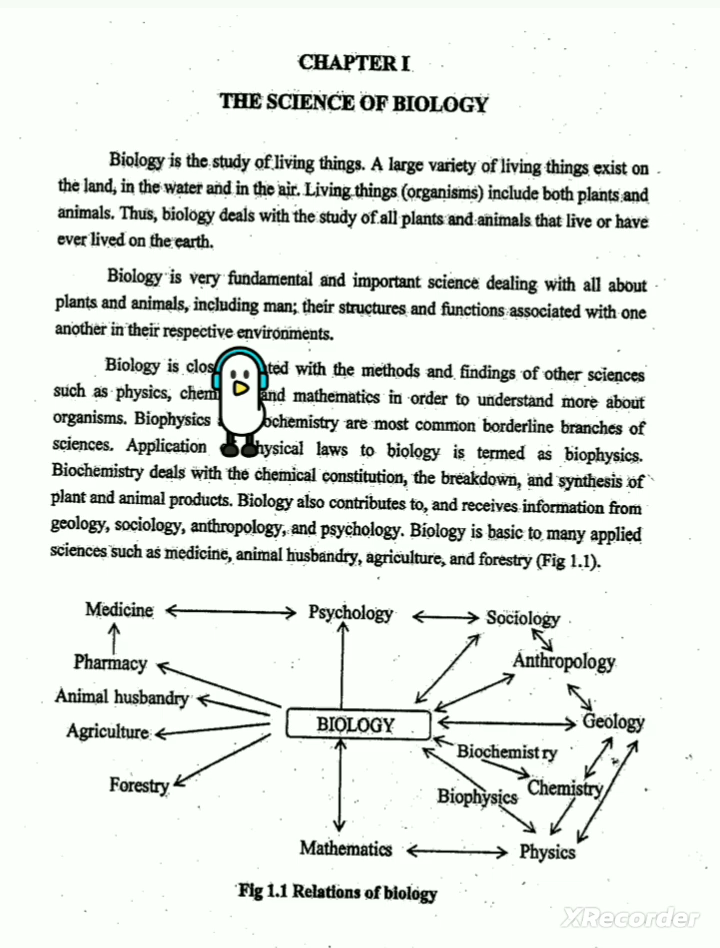 CHAPTER I
THE SCIENCE OF BIOLOGY
Biology is the study of living things. A large variety of living things exist on
the land, in the water and in the air. Living things (organisms) include both plants and
animals. Thus, biology deals with the study of all plants and animals that live or have
ever lived on the earth.
Biology is very fundamental and important science dealing with all about
plants and animals, including man; their structures and functions associated with one
another in their respective environments.
Biology is with the methods and findings of other sciences
such as physics, and mathematics in order to understand more about
organisms. Biophysics are most common borderline branches of
sciences. Application laws to biology is termed as biophysics.
Biochemistry deals with the chemical constitution, the breakdown, and synthesis of
plant and animal products. Biology also contributes to, and receives information from
geology, sociology, anthropology, and psychology. Biology is basic to many applied
sciences such as medicine, animal husbandry, agriculture, and forestry (Fig 1.1).
Medicine Psychology Sociology
Pharmacy Anthropology
Animal husbandry
BIOLOGY Geology
Agriculture
Biochemistry
Forestry Chemistry
Biophysics
Mathematics Physics
Fig 1.1 Relations of biology
XRecorder